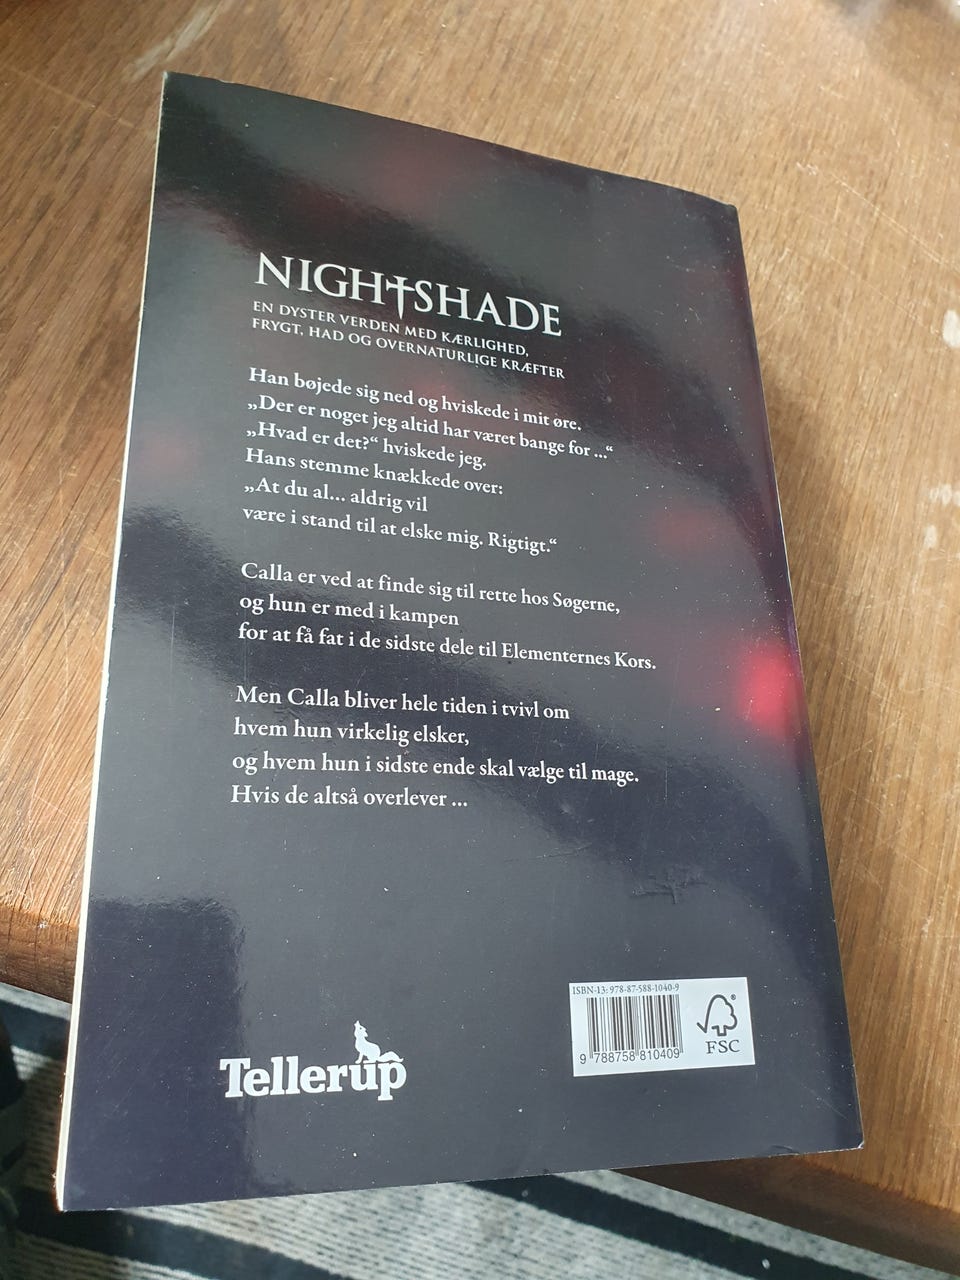 NIGHTSHADE
EN DYSTER VERDEN MED KÆRLIGHED,
FRYGT, HAD OG OVERNATURLIGE KRÆFTER
Han bøjede sig ned og hviskede i mit øre.
„Der er noget jeg altid har været bange for ...“
„Hvad er det?“ hviskede jeg.
Hans stemme knækkede over:
„At du al... aldrig vil
være i stand til at elske mig. Rigtigt.“
Calla er ved at finde sig til rette hos Søgerne,
og hun er med i kampen
for at få fat i de sidste dele til Elementernes Kors.
Men Calla bliver hele tiden i tvivl om
hvem hun virkelig elsker,
og hvem hun i sidste ende skal vælge til mage.
Hvis de altså overlever ...
ISBN-13: 978-87-588-1040-9
9 788758 810409
FSC
Tellerup